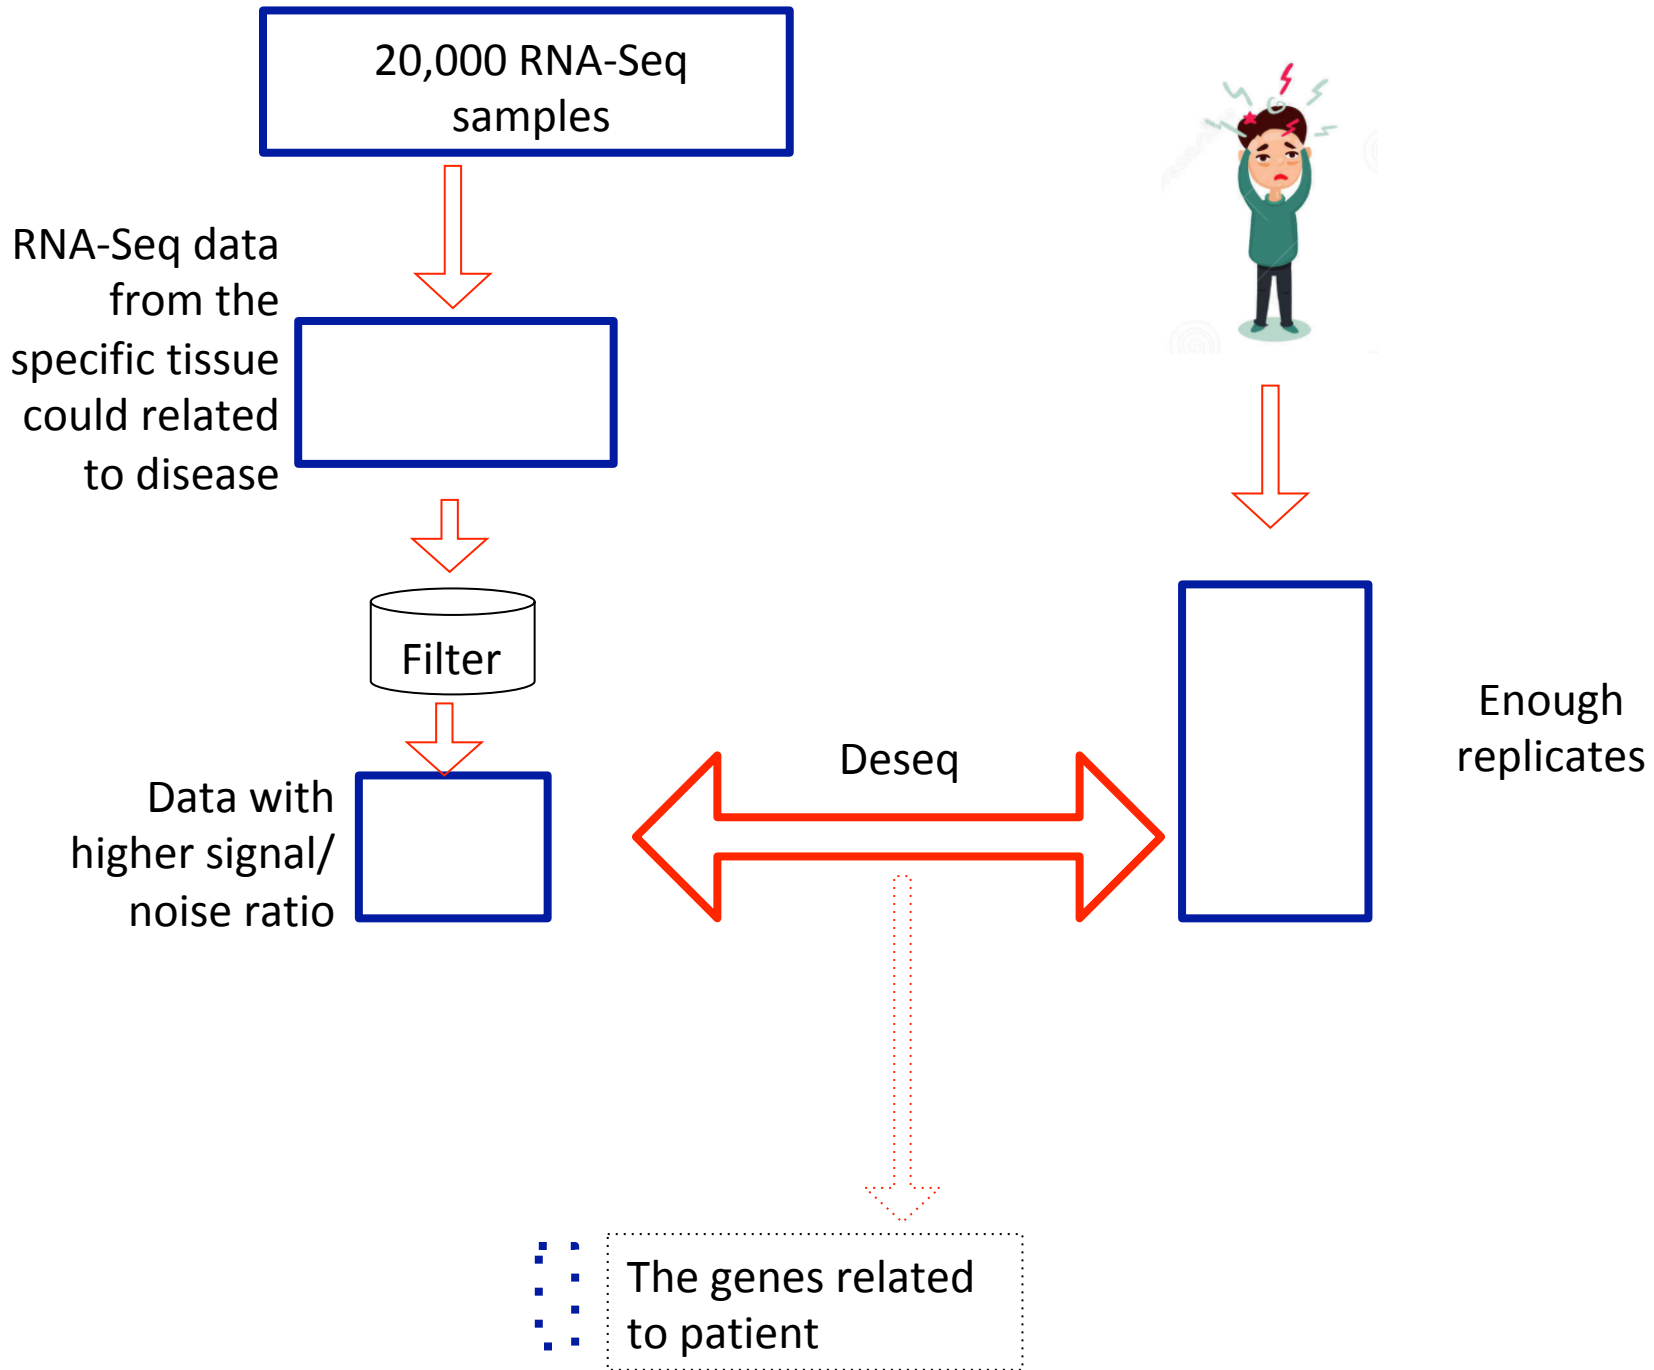 20,000 RNA-Seq
samples
RNA-Seq data
from the
specific tissue
could related
to disease
Filter
Data with
higher signal/
noise ratio
Deseq
Enough
replicates
The genes related
to patient